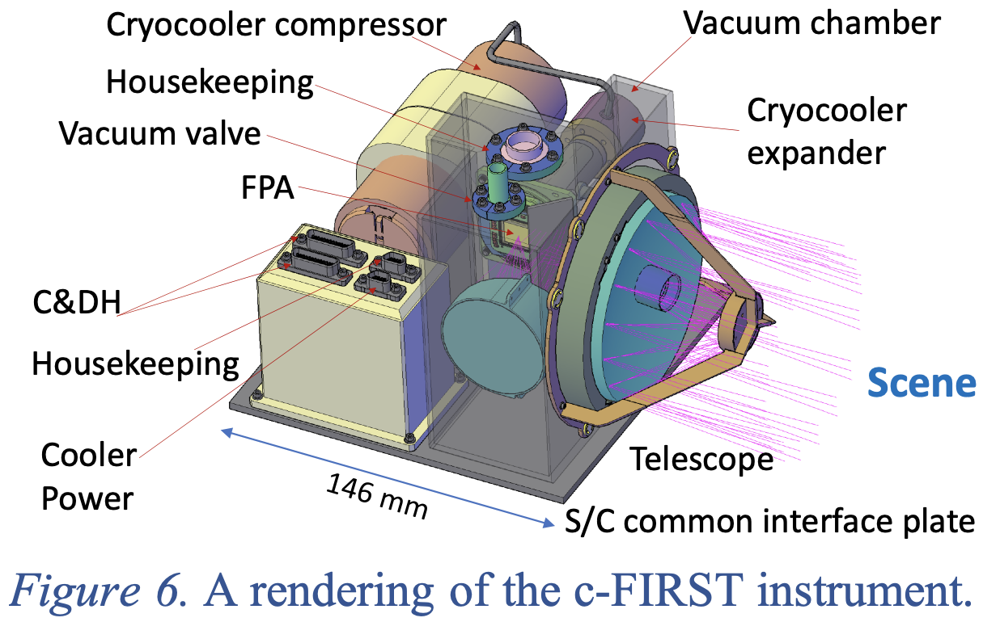 Cryocooler compressor
Vacuum chamber
Housekeeping
Cryocooler
expander
Vacuum valve
FPA
C&DH
Housekeeping
Scene
Cooler
Power
Telescope
146 mm
S/C common interface plate
Figure 6. A rendering of the c-FIRST instrument.